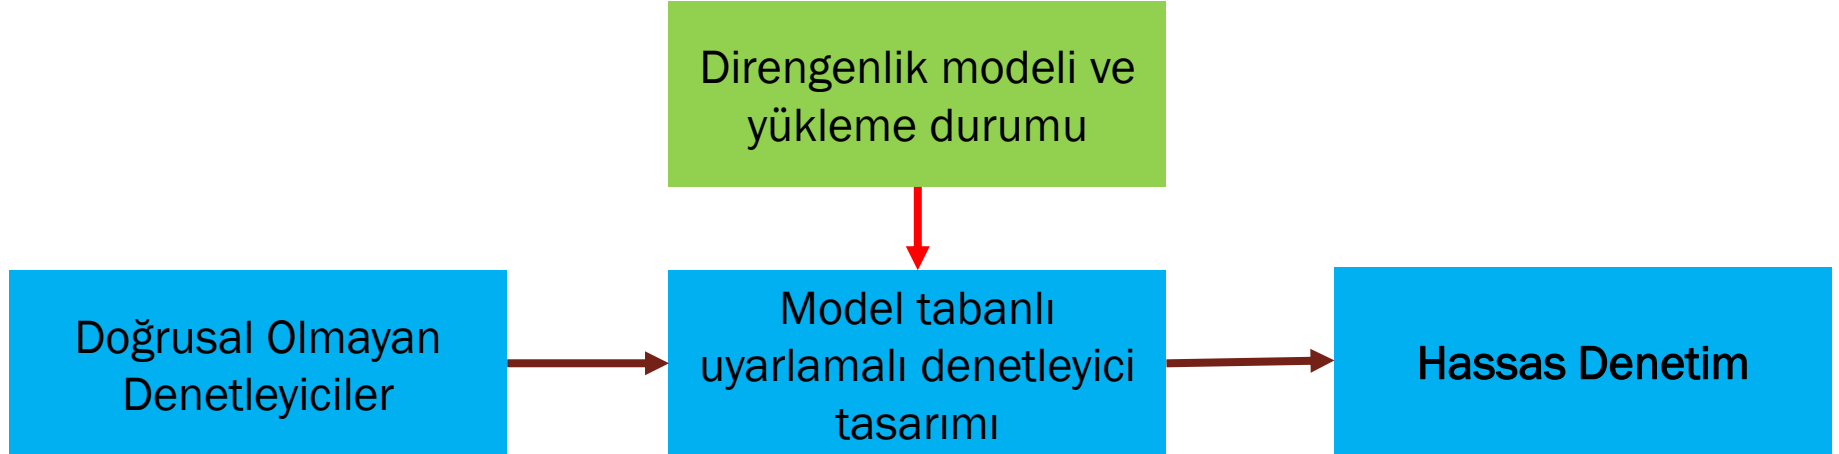 Direngenlik modeli ve
yükleme durumu
Doğrusal Olmayan
Denetleyiciler
Model tabanlı
uyarlamalı denetleyici
tasarımı
Hassas Denetim